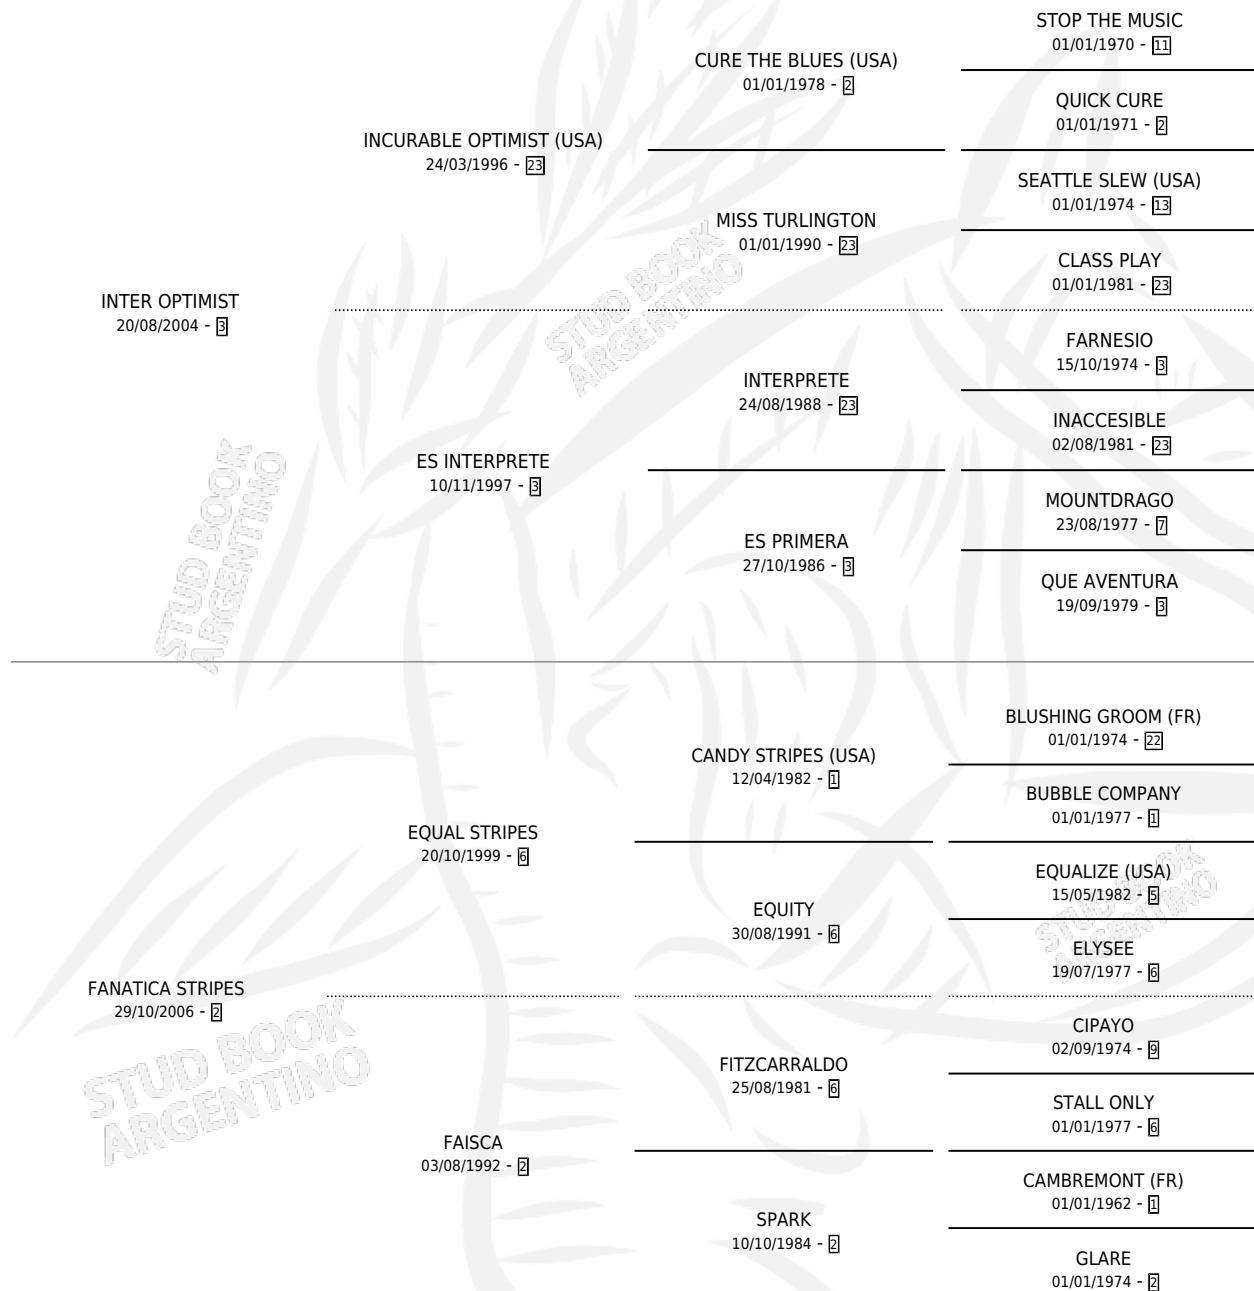 STOP THE MUSIC
01/01/1970 - 11
CURE THE BLUES (USA)
01/01/1978 - 2
QUICK CURE
01/01/1971 - 2
INCURABLE OPTIMIST (USA)
24/03/1996 - 23
SEATTLE SLEW (USA)
01/01/1974 - 13
MISS TURLINGTON
01/01/1990 - 23
CLASS PLAY
01/01/1981 - 23
INTER OPTIMIST
20/08/2004 - 3
STUD BOOK
ARGENTINO
FARNESIO
15/10/1974 - 3
INTERPRETE
24/08/1988 - 23
INACCESIBLE
02/08/1981 - 23
ES INTERPRETE
10/11/1997 - 3
MOUNTDRAGO
23/08/1977 - 7
ES PRIMERA
27/10/1986 - 3
QUE AVENTURA
19/09/1979 - 3
STUD BOOK
ARGENTINO
BLUSHING GROOM (FR)
01/01/1974 - 22
CANDY STRIPES (USA)
12/04/1982 - 1
BUBBLE COMPANY
01/01/1977 - 1
EQUAL STRIPES
20/10/1999 - 6
EQUALIZE (USA)
15/05/1982 - 5
EQUITY
30/08/1991 - 6
ELYSEE
19/07/1977 - 6
STUD BOOK
ARGENTINO
FANATICA STRIPES
29/10/2006 - 2
CIPAYO
02/09/1974 - 9
FITZCARRALDO
25/08/1981 - 6
STALL ONLY
01/01/1977 - 6
STUD BOOK
ARGENTINO
FAISCA
03/08/1992 - 2
CAMBREMONT (FR)
01/01/1962 - 1
SPARK
10/10/1984 - 2
GLARE
01/01/1974 - 2